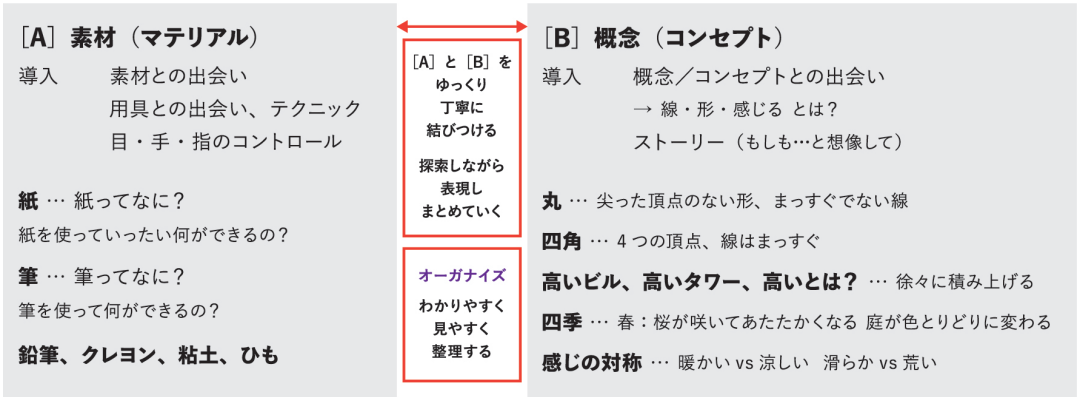 ［A］素材（マテリアル）
導入　素材との出会い
用具との出会い、テクニック
目・手・指のコントロール
紙 … 紙ってなに？
紙を使っていったい何ができるの？
筆 … 筆ってなに？
筆を使って何ができるの？
鉛筆、クレヨン、粘土、ひも
［A］と［B］を
ゆっくり
丁寧に
結びつける
探索しながら
表現し
まとめていく
オーガナイズ
わかりやすく
見やすく
整理する
［B］概念（コンセプト）
導入　概念／コンセプトとの出会い
→ 線・形・感じる とは？
ストーリー（もしも…と想像して）
丸 … 尖った頂点のない形、まっすぐでない線
四角 … 4つの頂点、線はまっすぐ
高いビル、高いタワー、高いとは？ … 徐々に積み上げる
四季 … 春：桜が咲いてあたたかくなる 庭が色とりどりに変わる
感じの対称 … 暖かい vs 涼しい　滑らか vs 荒い